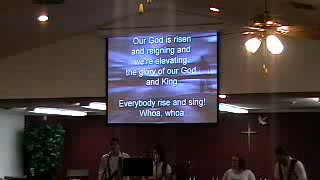 Our God is risen
and reigning and
we're elevating
the glory of our God
and King
Everybody rise and sing!
Whoa, whoa